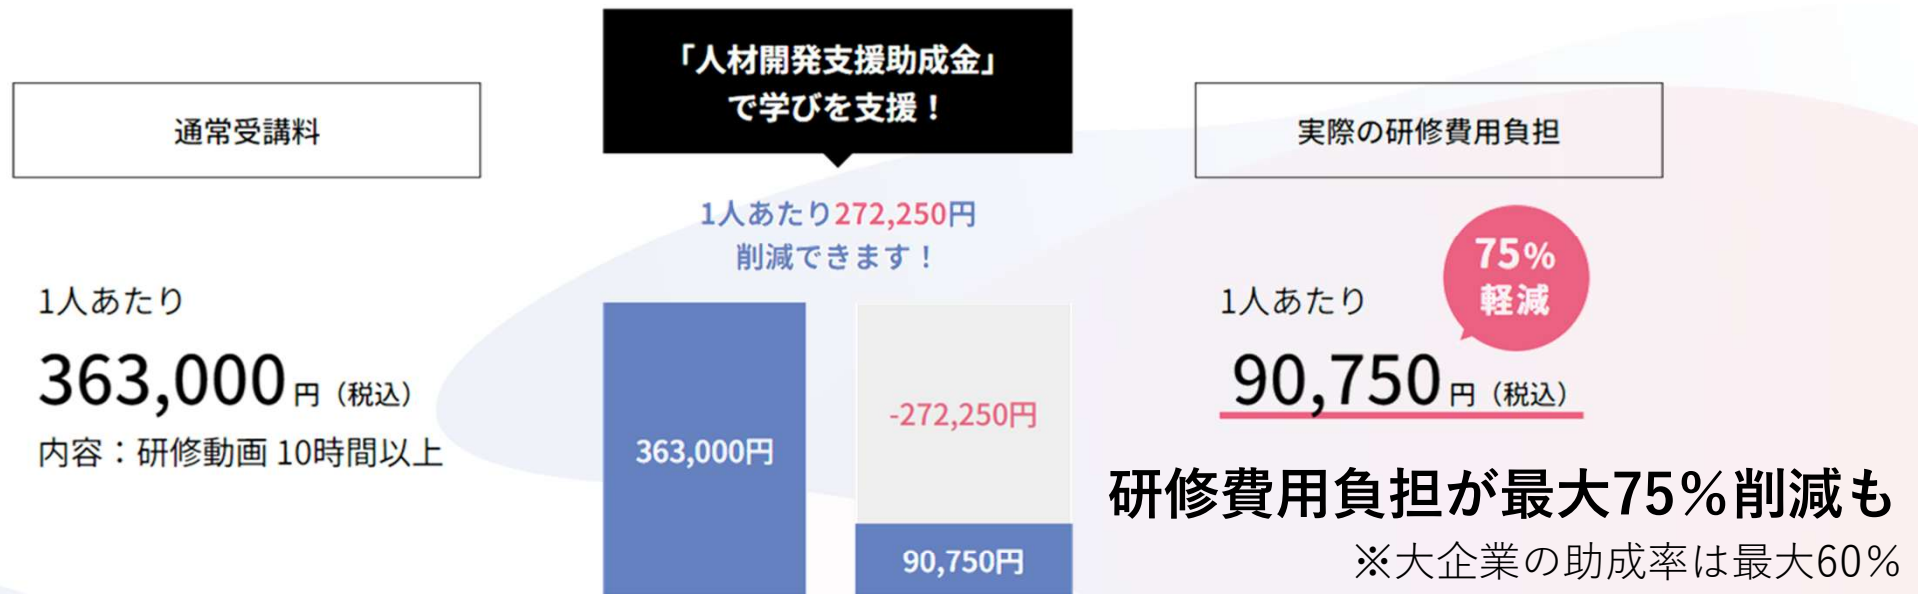 通常受講料
1人あたり
363,000円（税込）
内容：研修動画 10時間以上
「人材開発支援助成金」
で学びを支援！
1人あたり272,250円
削減できます！
363,000円
-272,250円
90,750円
実際の研修費用負担
75%
軽減
1人あたり
90,750円（税込）
研修費用負担が最大75％削減も
※大企業の助成率は最大60％